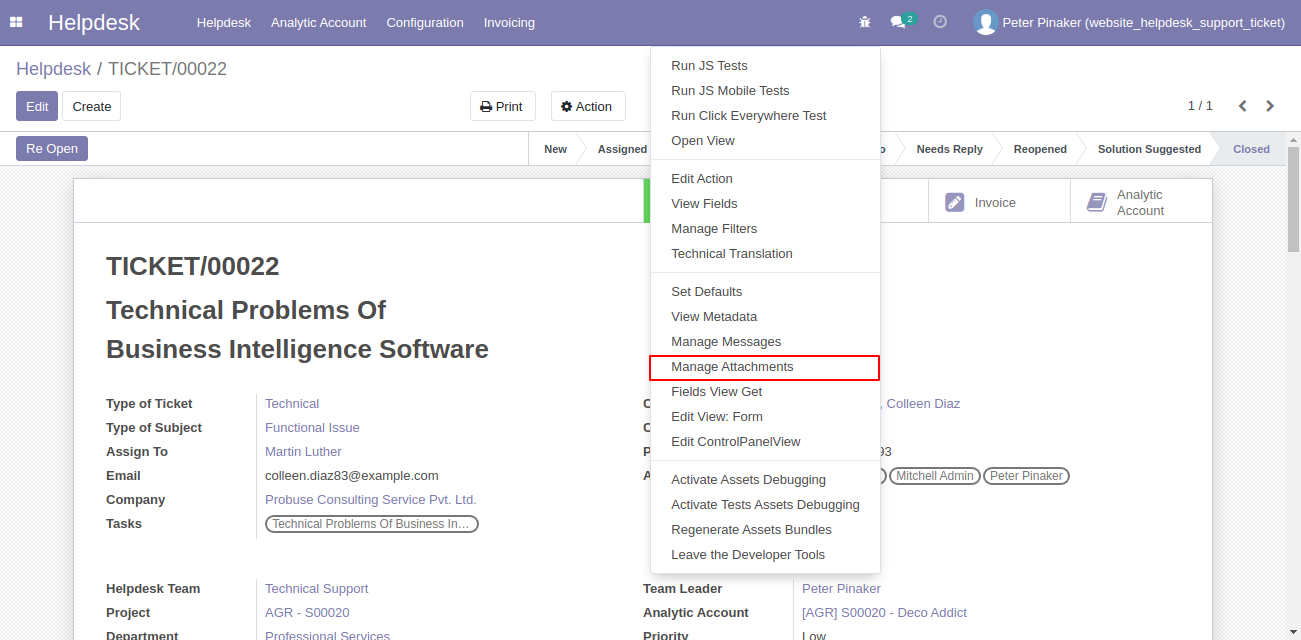 Helpdesk
Helpdesk Analytic Account Configuration Invoicing
2
Peter Pinaker (website_helpdesk_support_ticket)
Helpdesk / TICKET/00022
Edit Create
Print Action
1 / 1
Re Open
New Assigned
Needs Reply Reopened Solution Suggested Closed
Run JS Tests
Run JS Mobile Tests
Run Click Everywhere Test
Open View
Edit Action
View Fields
Manage Filters
Technical Translation
Set Defaults
View Metadata
Manage Messages
Manage Attachments
Fields View Get
Edit View: Form
Edit ControlPanelView
Activate Assets Debugging
Activate Tests Assets Debugging
Regenerate Assets Bundles
Leave the Developer Tools
Invoice
Analytic
Account
TICKET/00022
Technical Problems Of
Business Intelligence Software
Type of Ticket Technical
Type of Subject Functional Issue
Assign To Martin Luther
Email colleen.diaz83@example.com
Company Probuse Consulting Service Pvt. Ltd.
Tasks Technical Problems Of Business In…
, Colleen Diaz
93
Mitchell Admin Peter Pinaker
Helpdesk Team Technical Support
Project AGR - S00020
Department Professional Services
Team Leader Peter Pinaker
Analytic Account [AGR] S00020 - Deco Addict
Priority Low